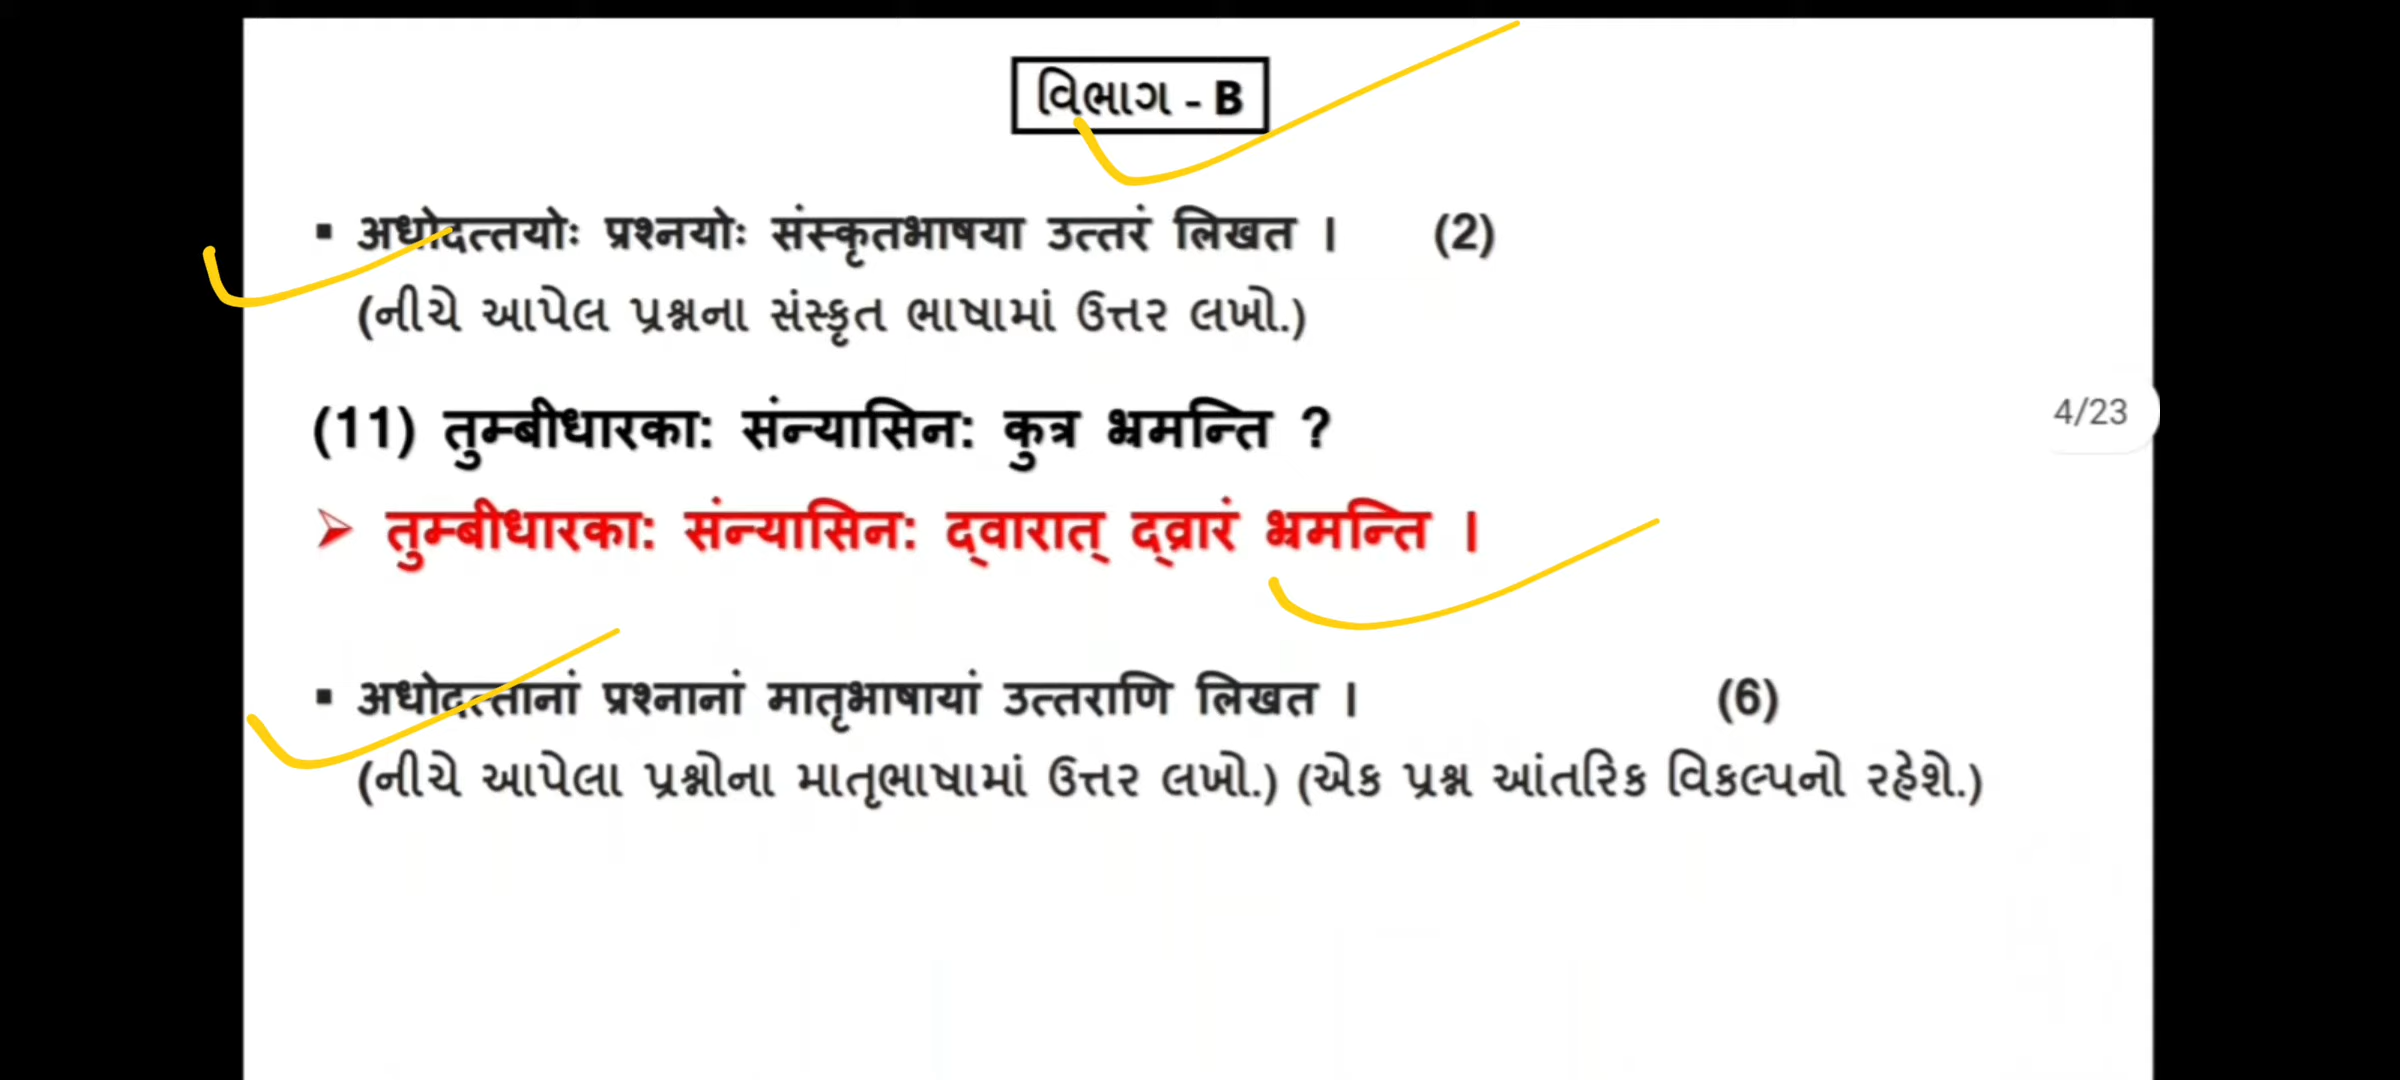 વિભાગ - B
▪ अधोदत्तयोः प्रश्नयोः संस्कृतभाषया उत्तरं लिखत । (2)
(નીચે આપેલ પ્રશ્નના સંસ્કૃત ભાષામાં ઉત્તર લખો.)
(11) तुम्बीधारका: संन्यासिन: कुत्र भ्रमन्ति ?
4/23
➢ तुम्बीधारका: संन्यासिन: द्वारात् द्वारं भ्रमन्ति ।
▪ अधोदत्तानां प्रश्नानां मातृभाषायां उत्तराणि लिखत । (6)
(નીચે આપેલા પ્રશ્નોના માતૃભાષામાં ઉત્તર લખો.) (એક પ્રશ્ન આંતરિક વિકલ્પનો રહેશે.)